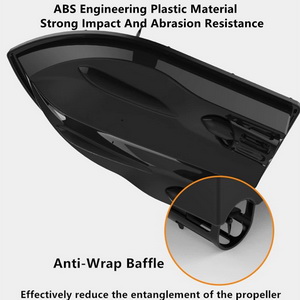 ABS Engineering Plastic Material
Strong Impact And Abrasion Resistance
Anti-Wrap Baffle
Effectively reduce the entanglement of the propeller